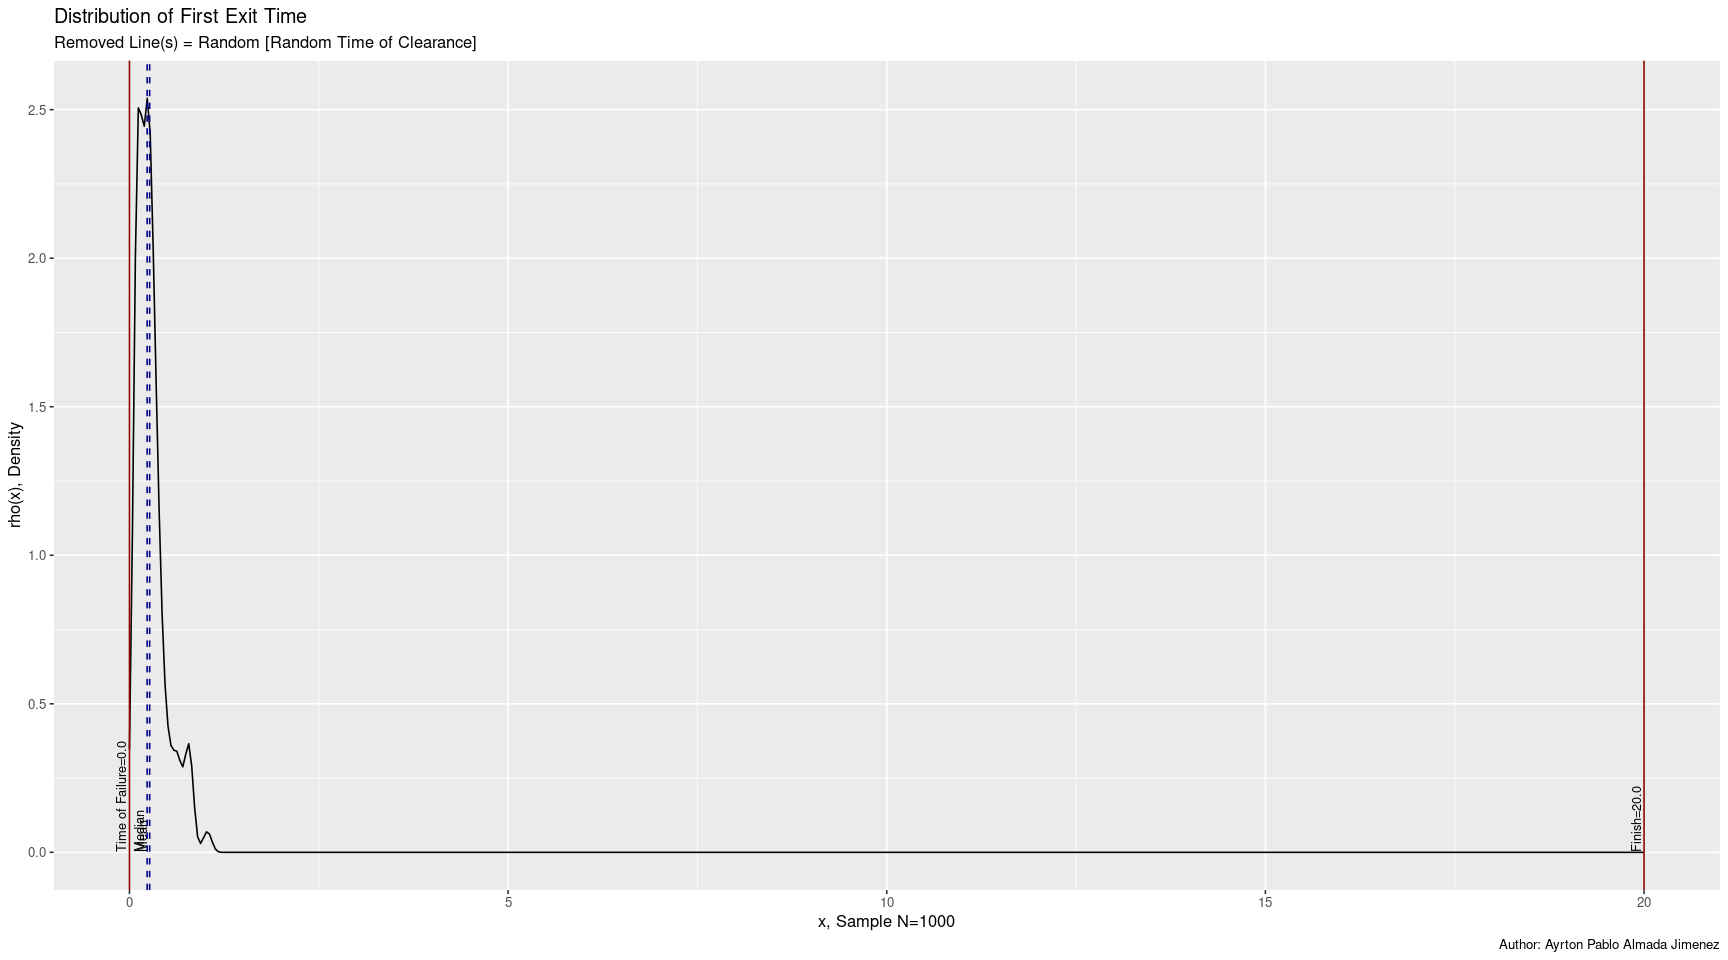 Distribution of First Exit Time
Removed Line(s) = Random [Random Time of Clearance]
rho(x), Density
2.5
2.0
1.5
1.0
0.5
0.0
Time of Failure=0.0
Median
Mean
Finish=20.0
0
5
10
15
20
x, Sample N=1000
Author: Ayrton Pablo Almada Jimenez